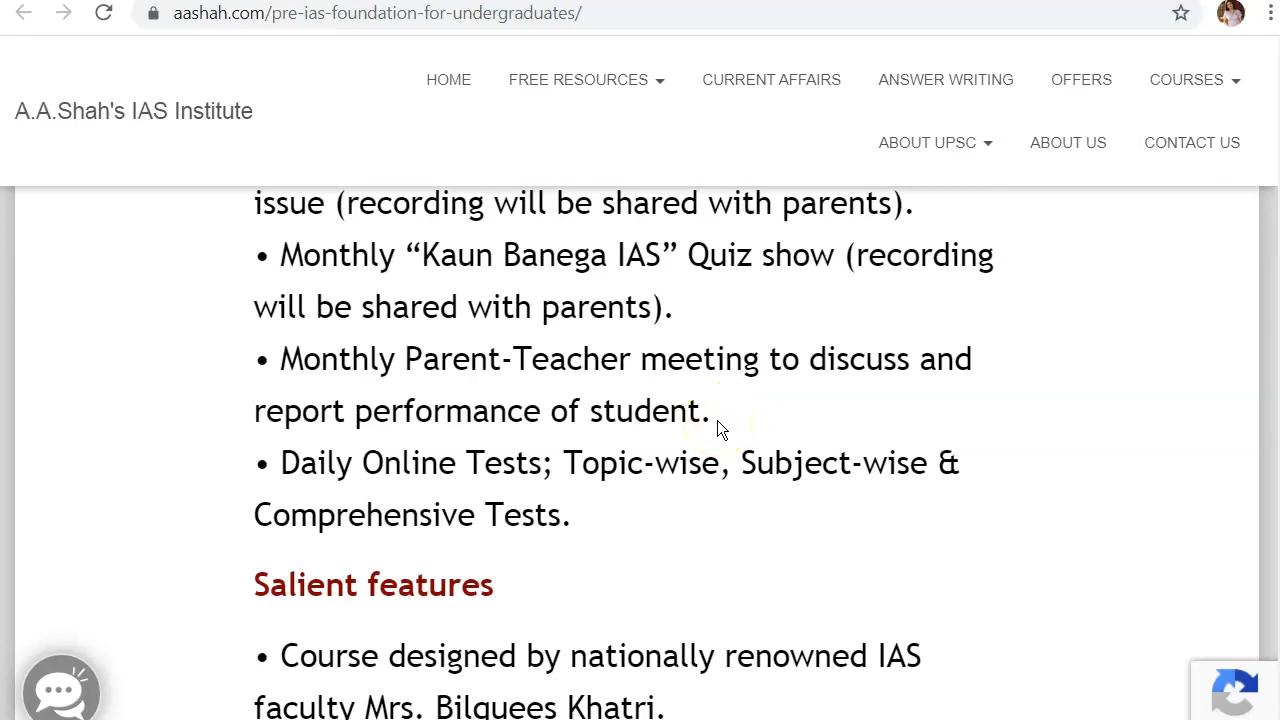 aashah.com/pre-ias-foundation-for-undergraduates/
HOME FREE RESOURCES CURRENT AFFAIRS ANSWER WRITING OFFERS COURSES
A.A.Shah's IAS Institute
ABOUT UPSC ABOUT US CONTACT US
issue (recording will be shared with parents).
• Monthly “Kaun Banega IAS” Quiz show (recording
will be shared with parents).
• Monthly Parent-Teacher meeting to discuss and
report performance of student.
• Daily Online Tests; Topic-wise, Subject-wise &
Comprehensive Tests.
Salient features
• Course designed by nationally renowned IAS
faculty Mrs. Bilquees Khatri.